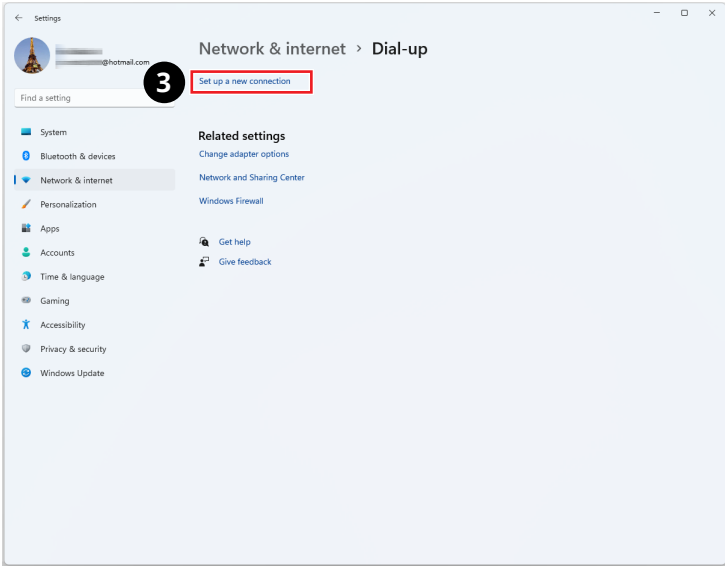 Settings
@hotmail.com
Find a setting
System
Bluetooth & devices
Network & internet
Personalization
Apps
Accounts
Time & language
Gaming
Accessibility
Privacy & security
Windows Update
Network & internet > Dial-up
3
Set up a new connection
Related settings
Change adapter options
Network and Sharing Center
Windows Firewall
Get help
Give feedback